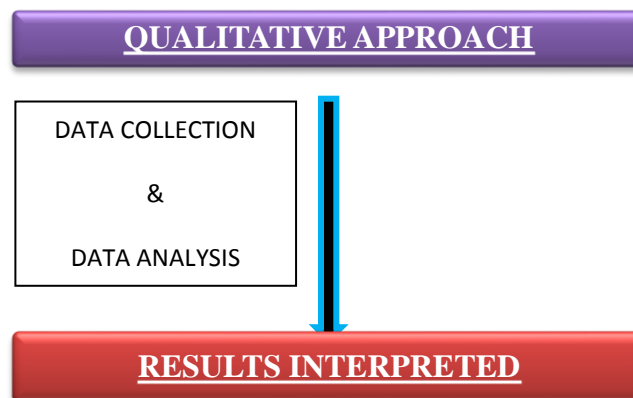 QUALITATIVE APPROACH
DATA COLLECTION
&
DATA ANALYSIS
RESULTS INTERPRETED